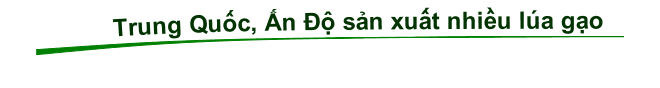 Trung Quốc, Ấn Độ sản xuất nhiều lúa gạo